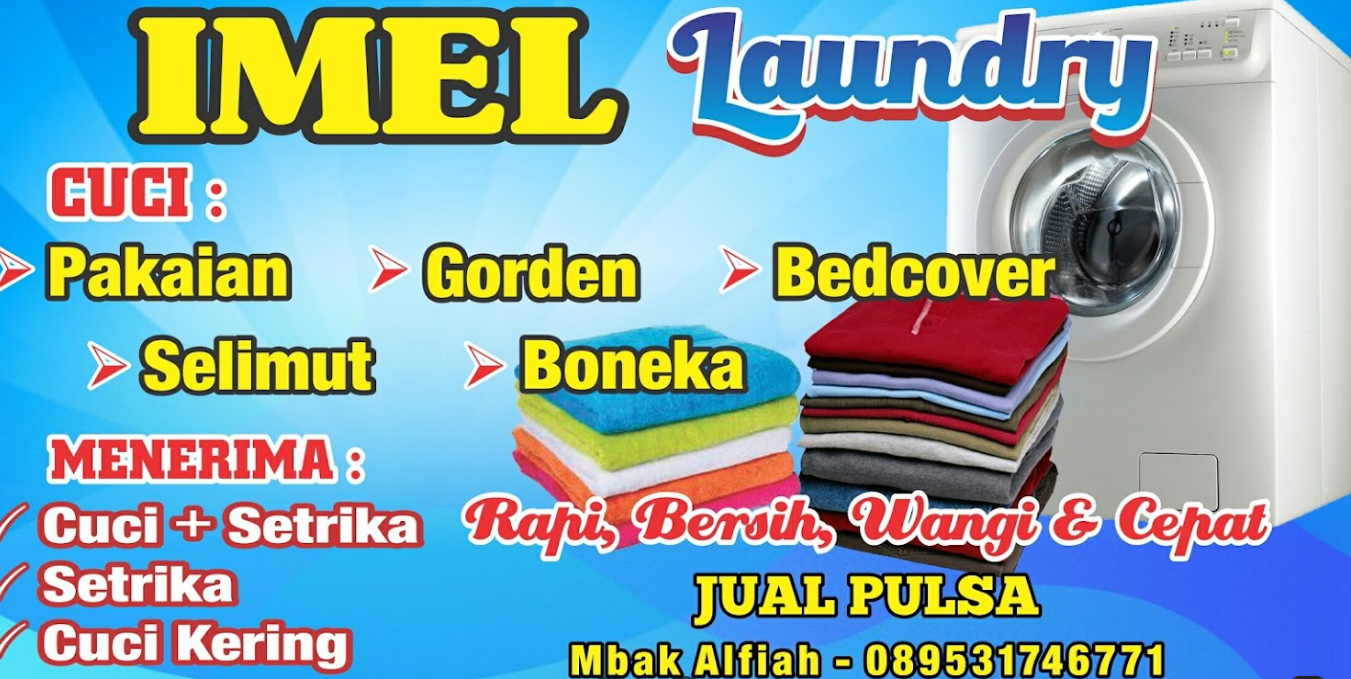 IMEL Laundry
CUCI :
Pakaian Gorden Bedcover
Selimut Boneka
MENERIMA :
Cuci + Setrika
Setrika
Cuci Kering
Rapi, Bersih, Wangi & Cepat
JUAL PULSA
Mbak Alfiah - 089531746771